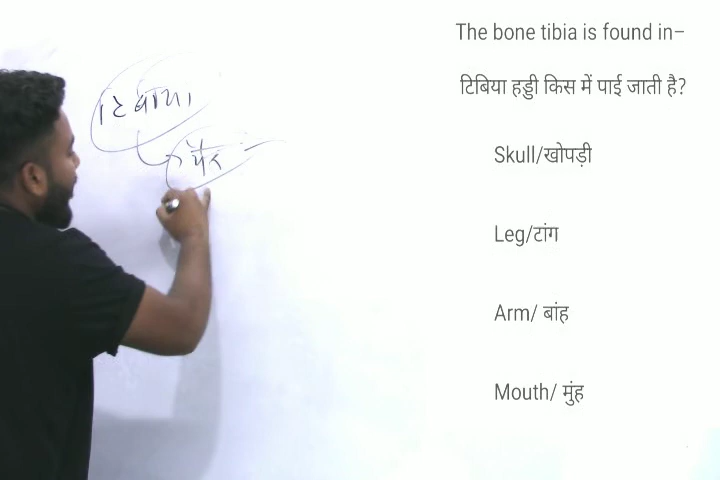 टिबीया
पैर
The bone tibia is found in–
टिबिया हड्डी किस में पाई जाती है?
Skull/खोपड़ी
Leg/टांग
Arm/ बांह
Mouth/ मुंह